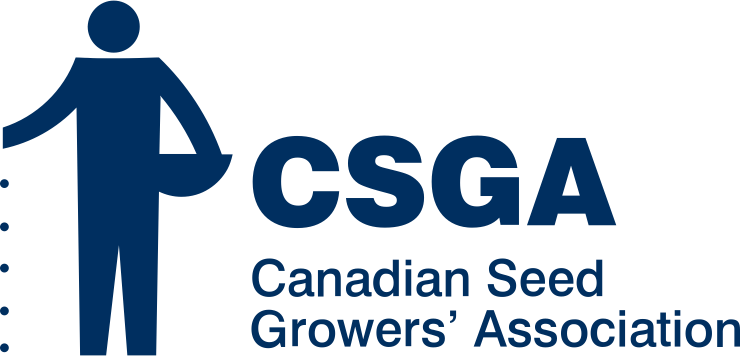 CSGA
Canadian Seed
Growers’ Association